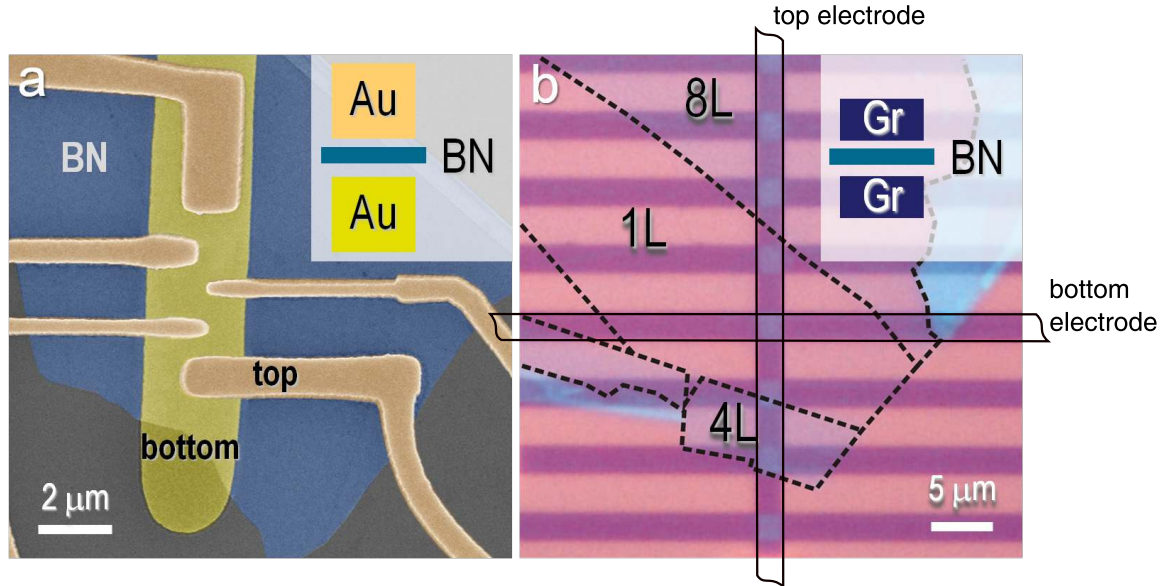 top electrode
a
Au
BN
BN
Au
top
bottom
2 μm
b
8L
Gr
BN
Gr
1L
bottom
electrode
4L
5 μm